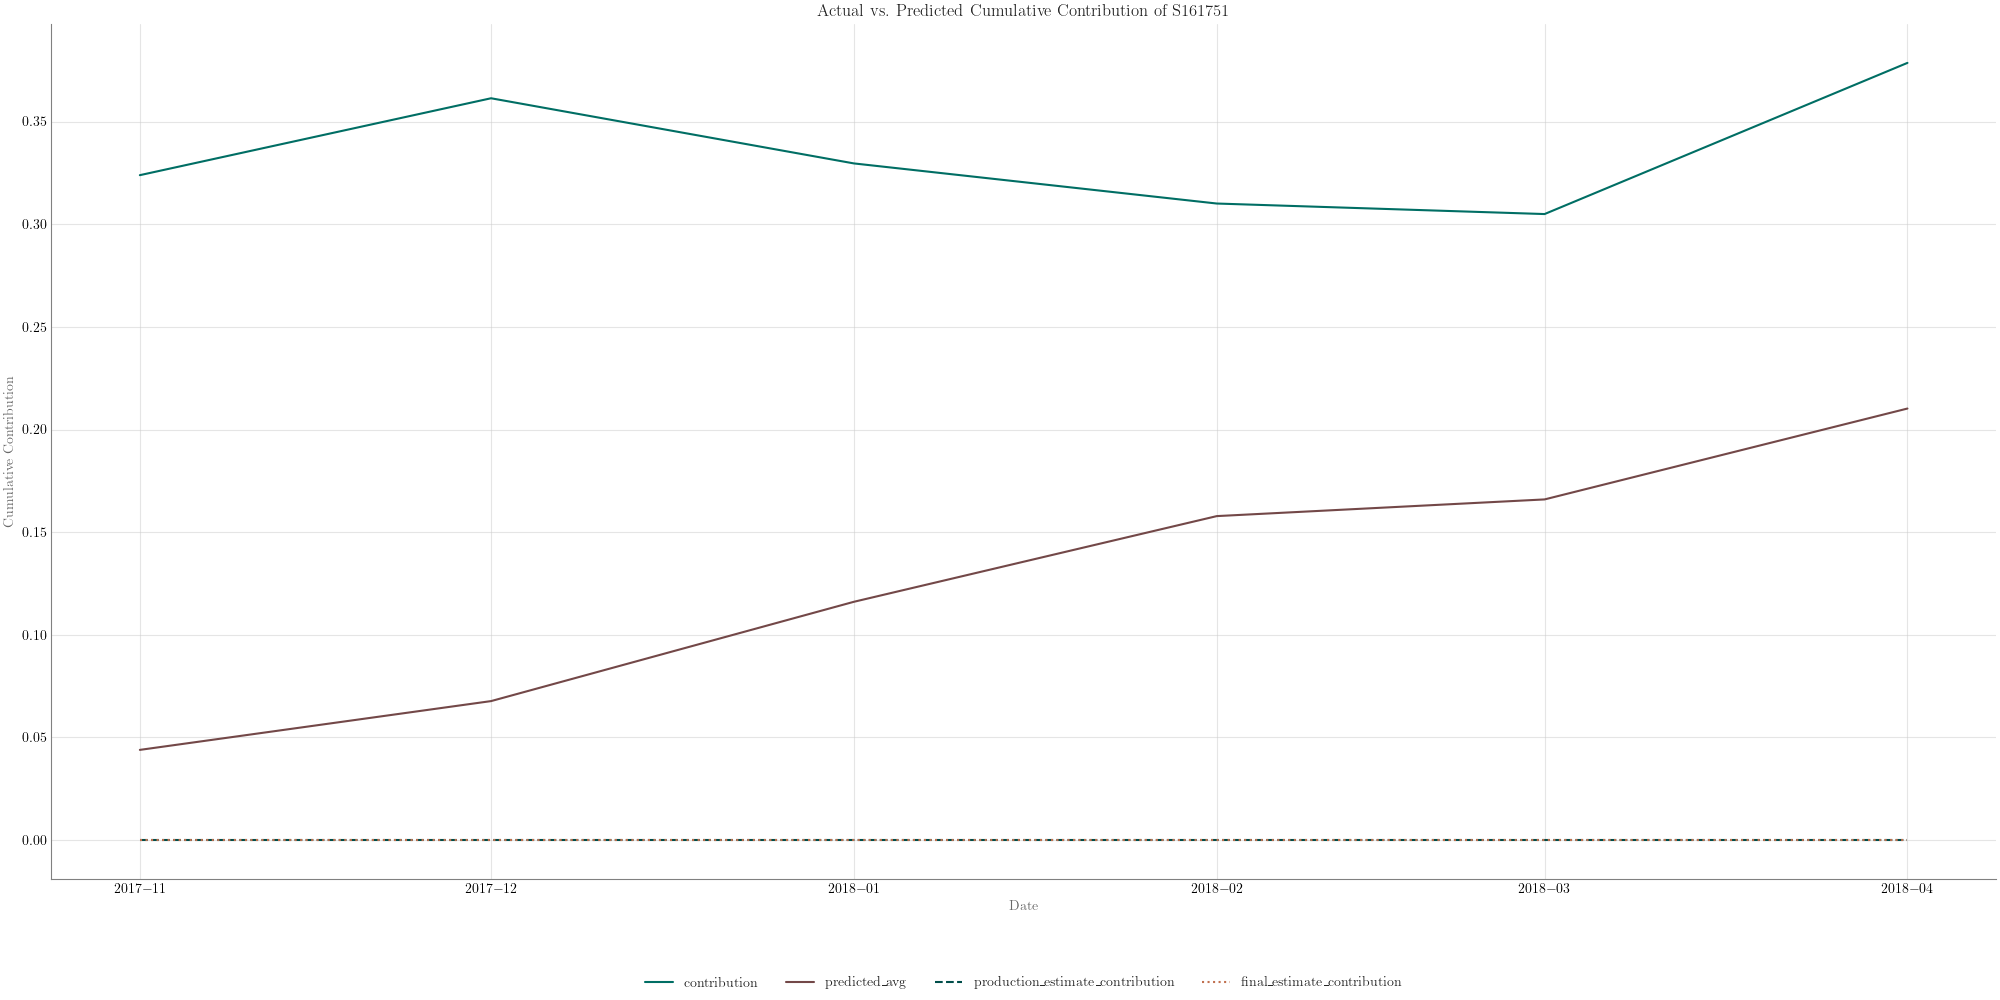 Actual vs. Predicted Cumulative Contribution of S161751
Cumulative Contribution
0.35
0.30
0.25
0.20
0.15
0.10
0.05
0.00
2017−11 2017−12 2018−01 2018−02 2018−03 2018−04
Date
contribution predicted_avg production_estimate_contribution final_estimate_contribution